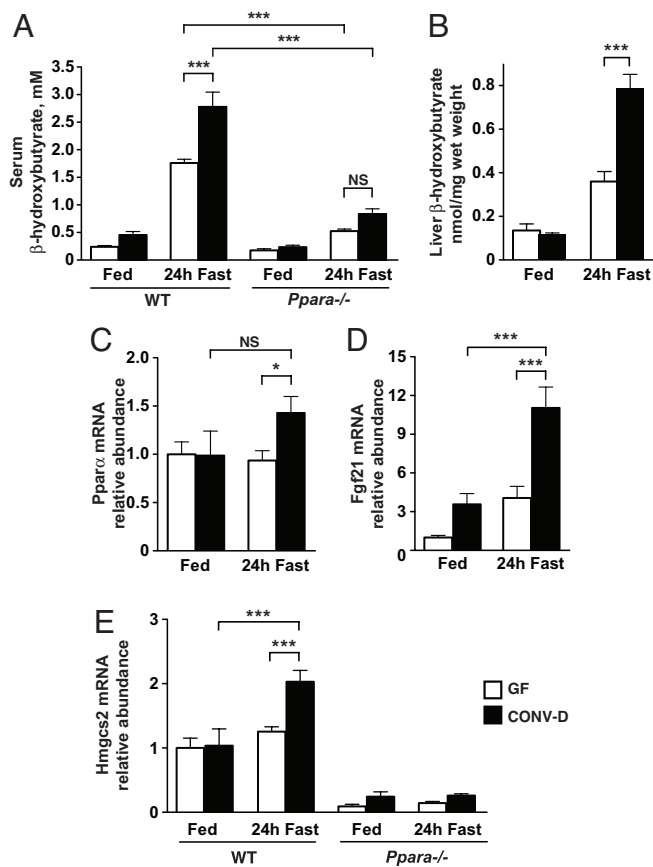 A
***
***
***
NS
Serum
β-hydroxybutyrate, mM
3.5
3.0
2.5
2.0
1.5
1.0
0.5
0
Fed
24h Fast
Fed
24h Fast
WT
Ppara-/-
B
***
Liver β-hydroxybutyrate
nmol/mg wet weight
0.8
0.6
0.4
0.2
0
Fed
24h Fast
C
NS
*
Pparα mRNA
relative abundance
2.0
1.5
1.0
0.5
0
Fed
24h Fast
D
***
***
Fgf21 mRNA
relative abundance
15
12
9
6
3
0
Fed
24h Fast
E
***
***
Hmgcs2 mRNA
relative abundance
3
2
1
0
Fed
24h Fast
Fed
24h Fast
WT
Ppara-/-
GF
CONV-D